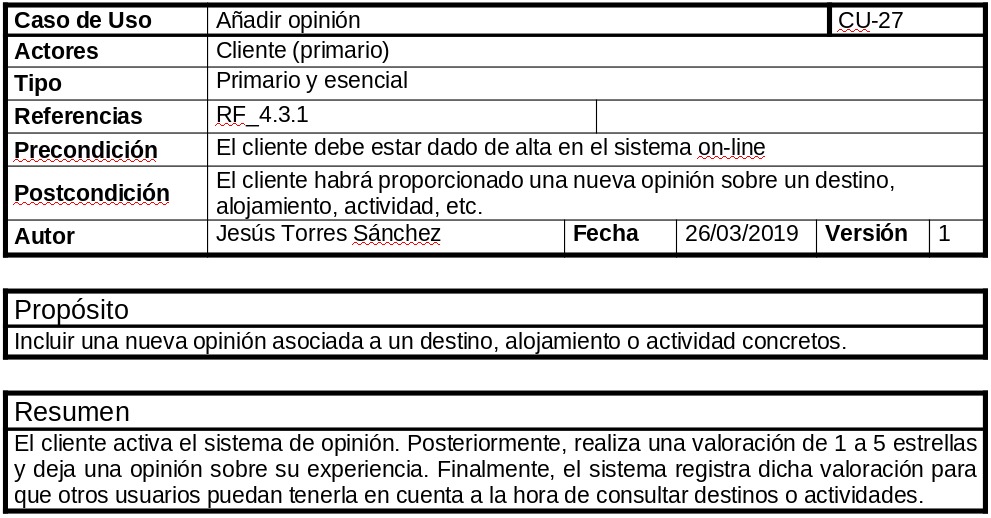 Caso de Uso Añadir opinión CU-27
Actores Cliente (primario)
Tipo Primario y esencial
Referencias RF_4.3.1
Precondición El cliente debe estar dado de alta en el sistema on-line
Postcondición El cliente habrá proporcionado una nueva opinión sobre un destino,
alojamiento, actividad, etc.
Autor Jesús Torres Sánchez Fecha 26/03/2019 Versión 1
Propósito
Incluir una nueva opinión asociada a un destino, alojamiento o actividad concretos.
Resumen
El cliente activa el sistema de opinión. Posteriormente, realiza una valoración de 1 a 5 estrellas
y deja una opinión sobre su experiencia. Finalmente, el sistema registra dicha valoración para
que otros usuarios puedan tenerla en cuenta a la hora de consultar destinos o actividades.